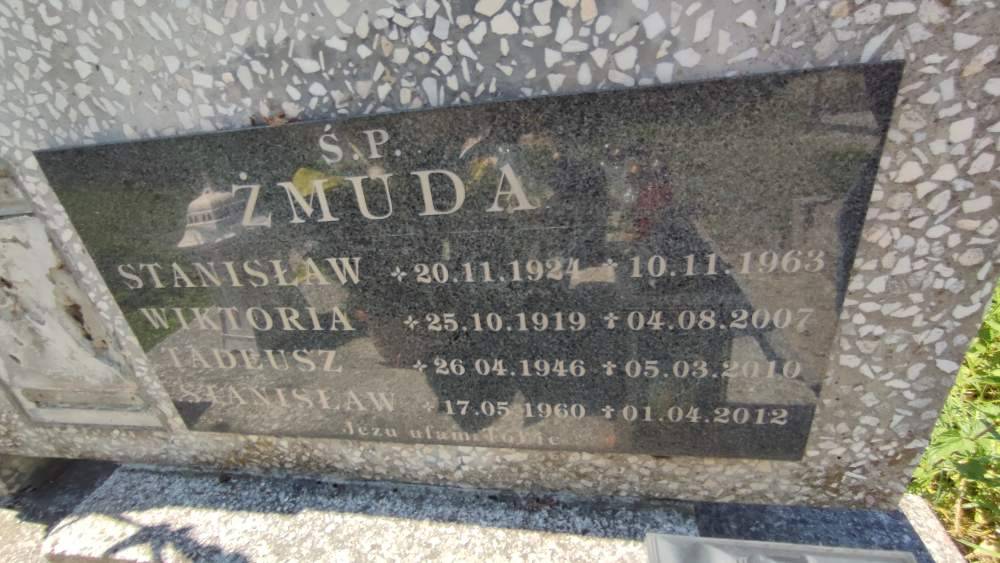 Ś.P.
ŻMUDA
STANISŁAW * 20.11.1924 + 10.11.1963
WIKTORIA * 25.10.1919 + 04.08.2007
TADEUSZ * 26.04.1946 + 05.03.2010
STANISŁAW * 17.05.1960 + 01.04.2012
Jezu ufam Tobie